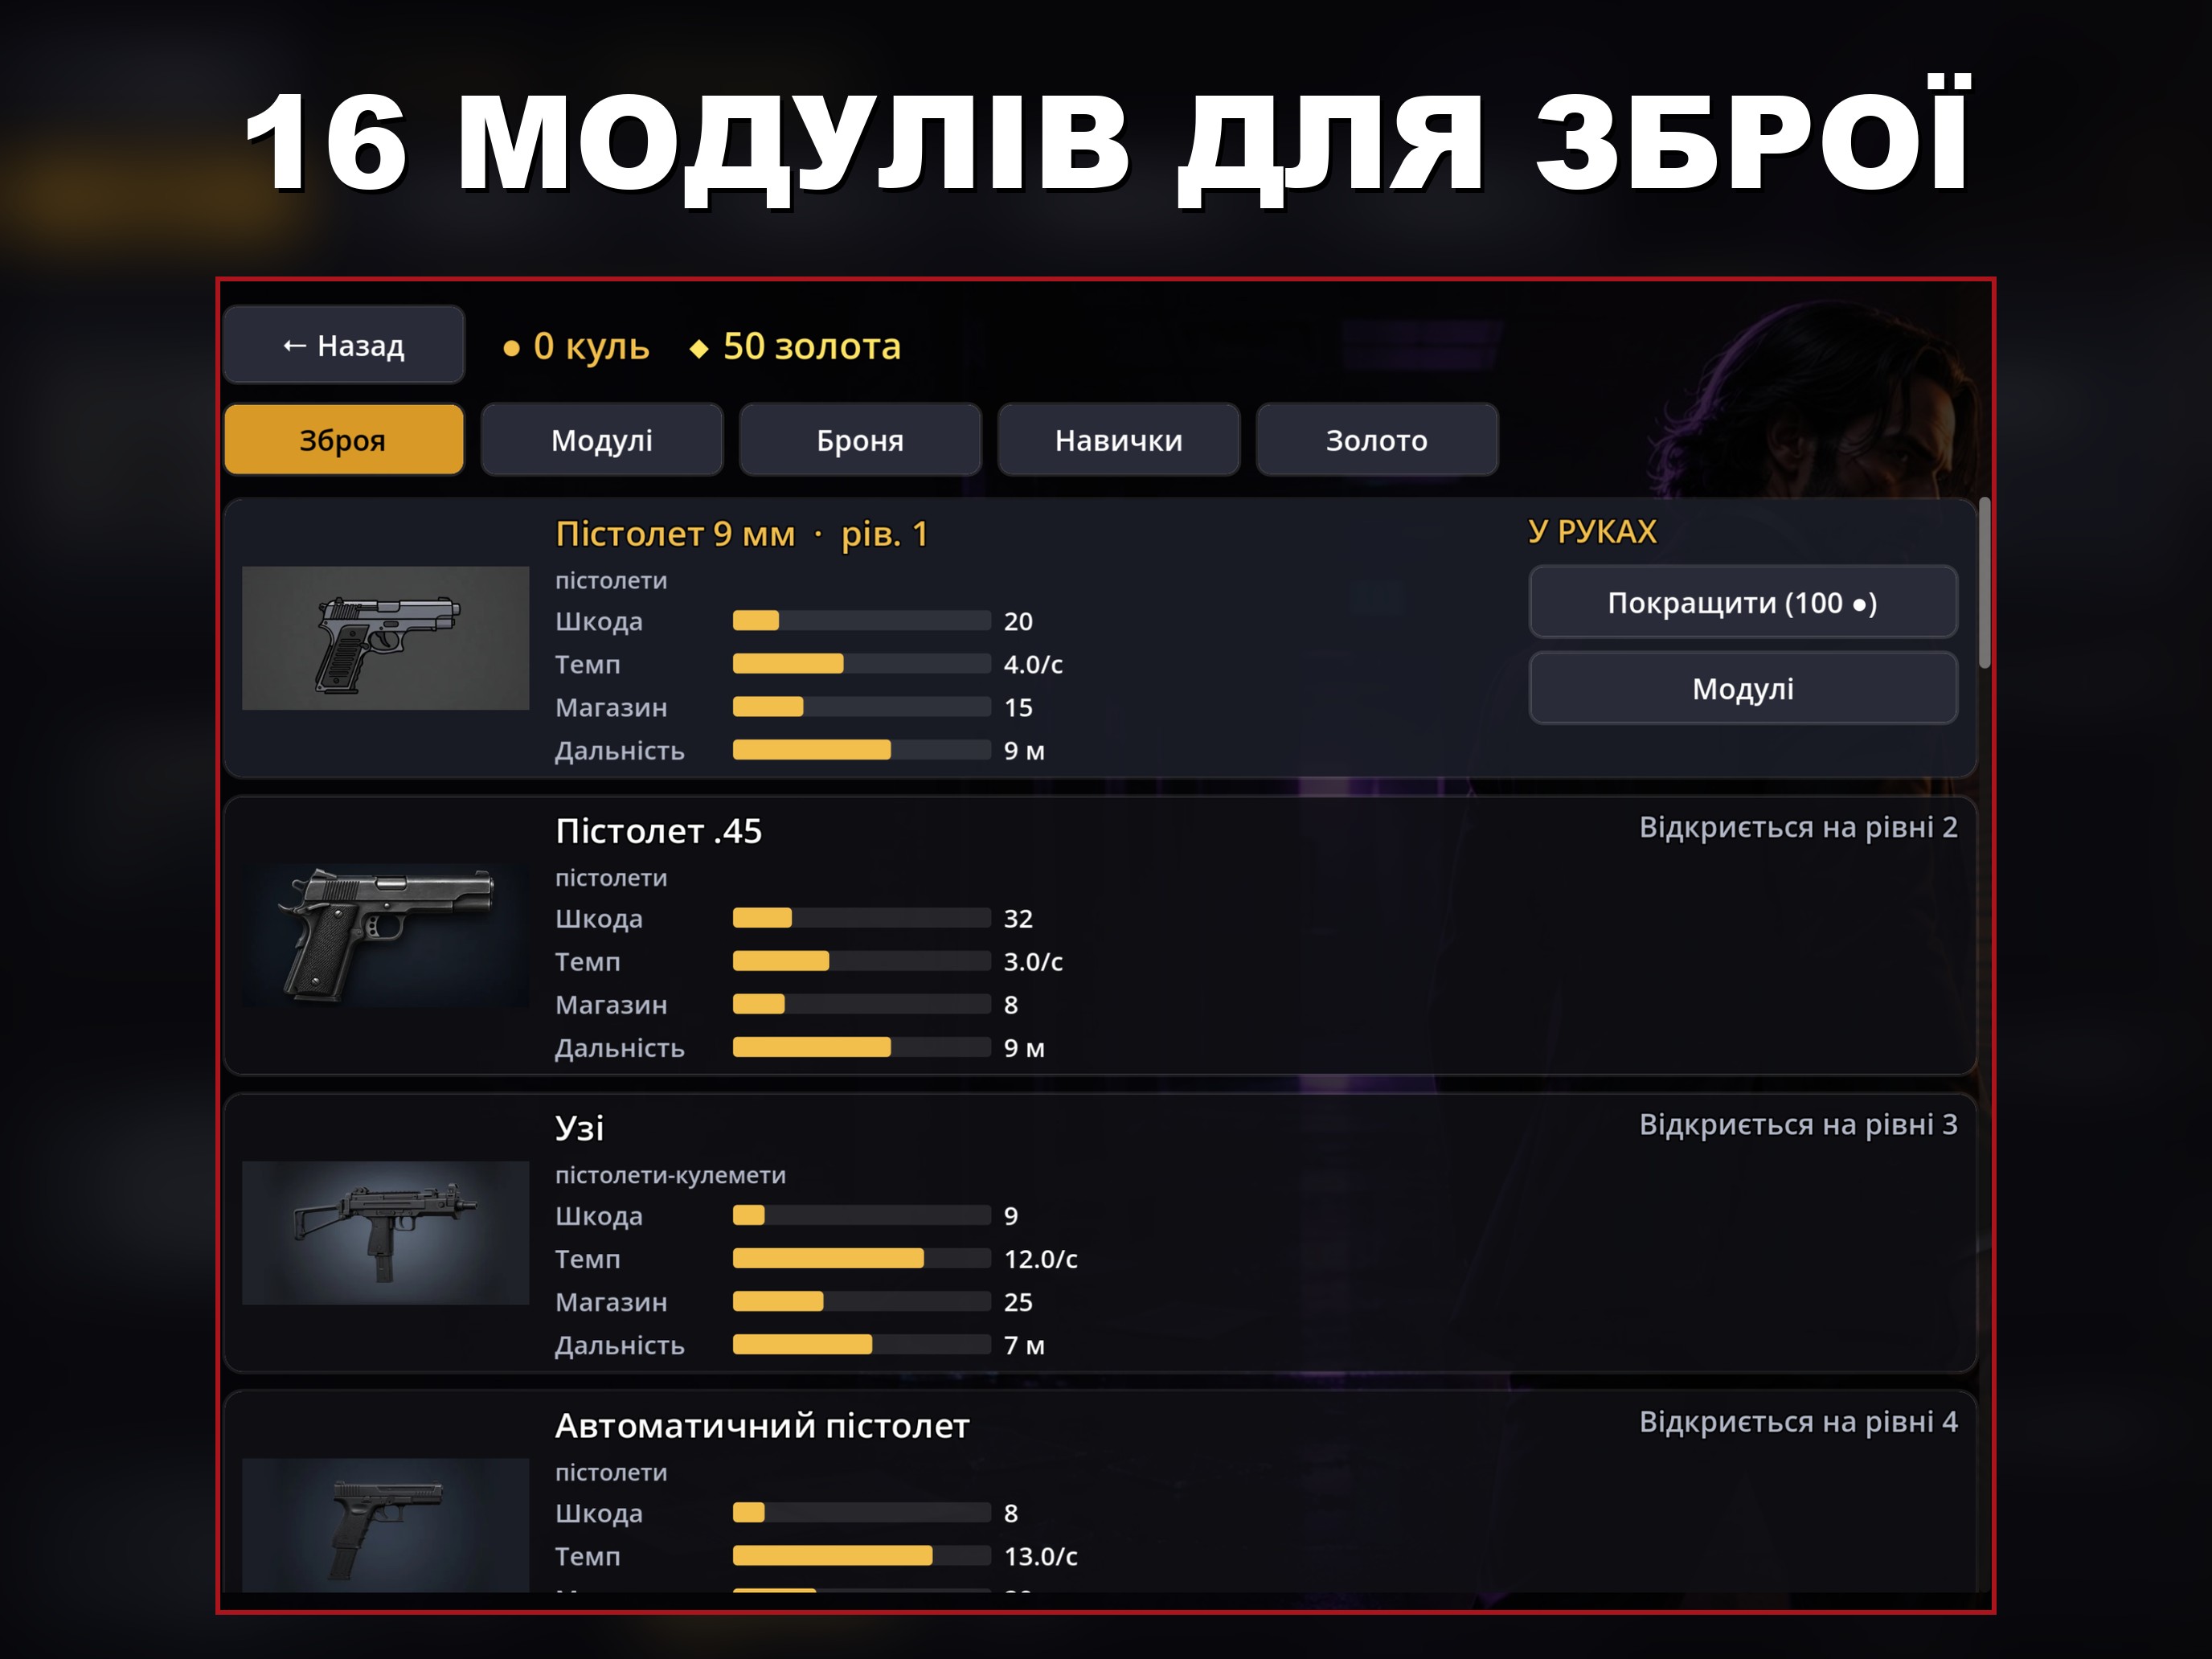 16 МОДУЛІВ ДЛЯ ЗБРОЇ
← Назад ● 0 куль ◆ 50 золота
Зброя Модулі Броня Навички Золото
Пістолет 9 мм · рів. 1 У РУКАХ
пістолети
Покращити (100 ●)
Шкода 20
Темп 4.0/с
Модулі
Магазин 15
Дальність 9 м
Пістолет .45 Відкриється на рівні 2
пістолети
Шкода 32
Темп 3.0/с
Магазин 8
Дальність 9 м
Узі Відкриється на рівні 3
пістолети-кулемети
Шкода 9
Темп 12.0/с
Магазин 25
Дальність 7 м
Автоматичний пістолет Відкриється на рівні 4
пістолети
Шкода 8
Темп 13.0/с